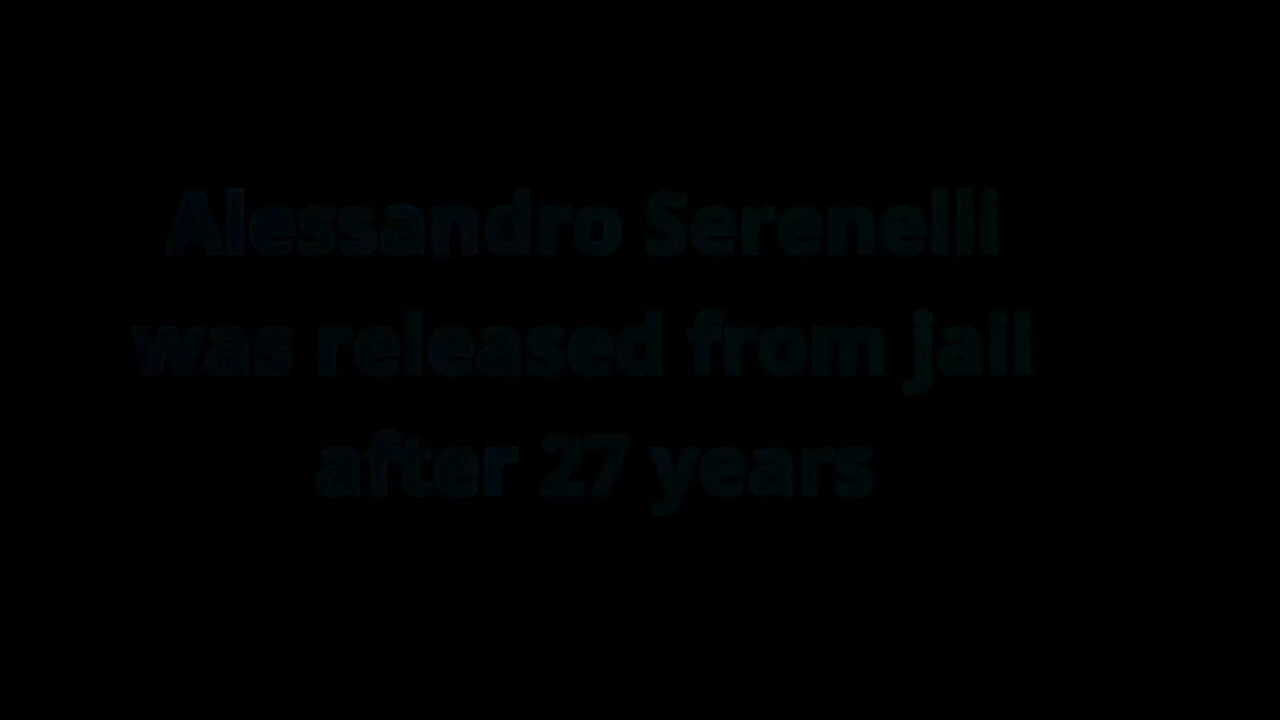 Alessandro Serenelli
was released from jail
after 27 years